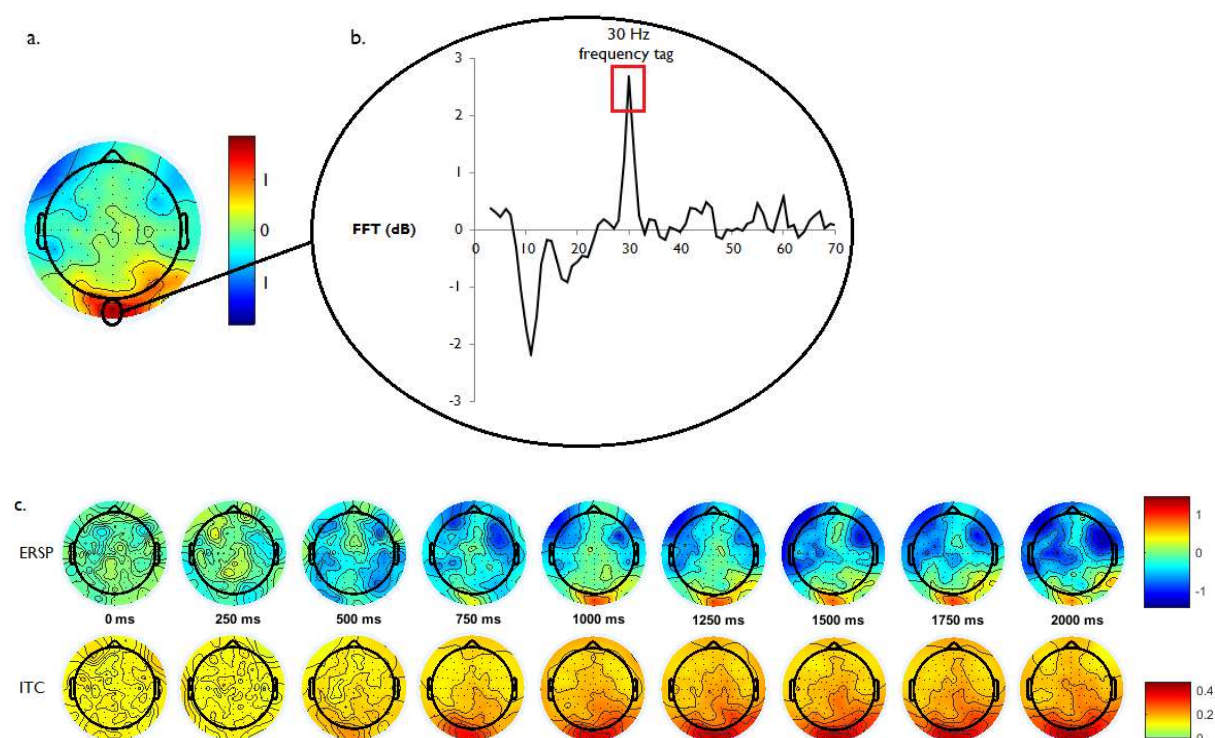 a.
b.
30 Hz
frequency tag
3
2
1
0
-1
-2
-3
FFT (dB)
0 10 20 30 40 50 60 70
1
0
1
c.
ERSP
0 ms 250 ms 500 ms 750 ms 1000 ms 1250 ms 1500 ms 1750 ms 2000 ms
1
0
-1
ITC
0.4
0.2
0